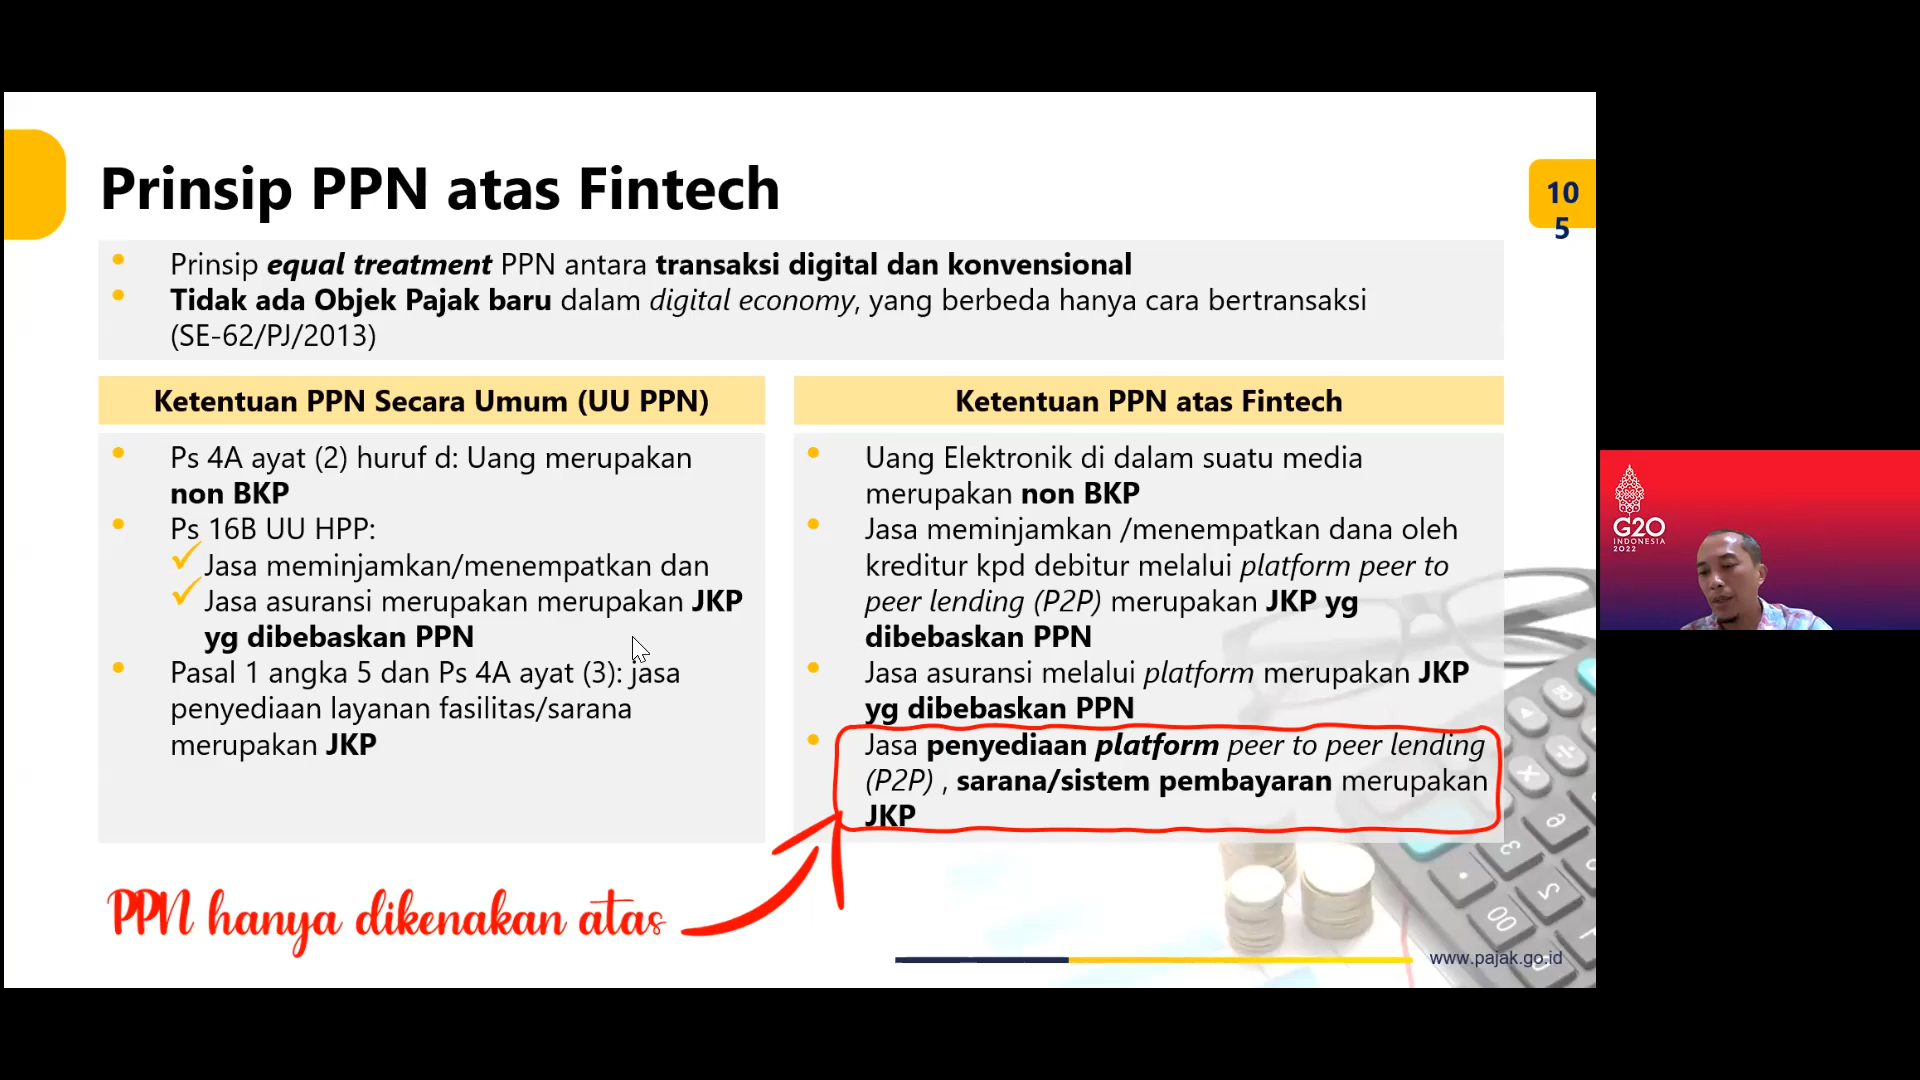 Prinsip PPN atas Fintech
10
5
Prinsip equal treatment PPN antara transaksi digital dan konvensional
Tidak ada Objek Pajak baru dalam digital economy, yang berbeda hanya cara bertransaksi
(SE-62/PJ/2013)
Ketentuan PPN Secara Umum (UU PPN)
Ps 4A ayat (2) huruf d: Uang merupakan
non BKP
Ps 16B UU HPP:
Jasa meminjamkan/menempatkan dan
Jasa asuransi merupakan merupakan JKP
yg dibebaskan PPN
Pasal 1 angka 5 dan Ps 4A ayat (3): jasa
penyediaan layanan fasilitas/sarana
merupakan JKP
Ketentuan PPN atas Fintech
Uang Elektronik di dalam suatu media
merupakan non BKP
Jasa meminjamkan /menempatkan dana oleh
kreditur kpd debitur melalui platform peer to
peer lending (P2P) merupakan JKP yg
dibebaskan PPN
Jasa asuransi melalui platform merupakan JKP
yg dibebaskan PPN
Jasa penyediaan platform peer to peer lending
(P2P) , sarana/sistem pembayaran merupakan
JKP
PPN hanya dikenakan atas
www.pajak.go.id
G20
INDONESIA
2022